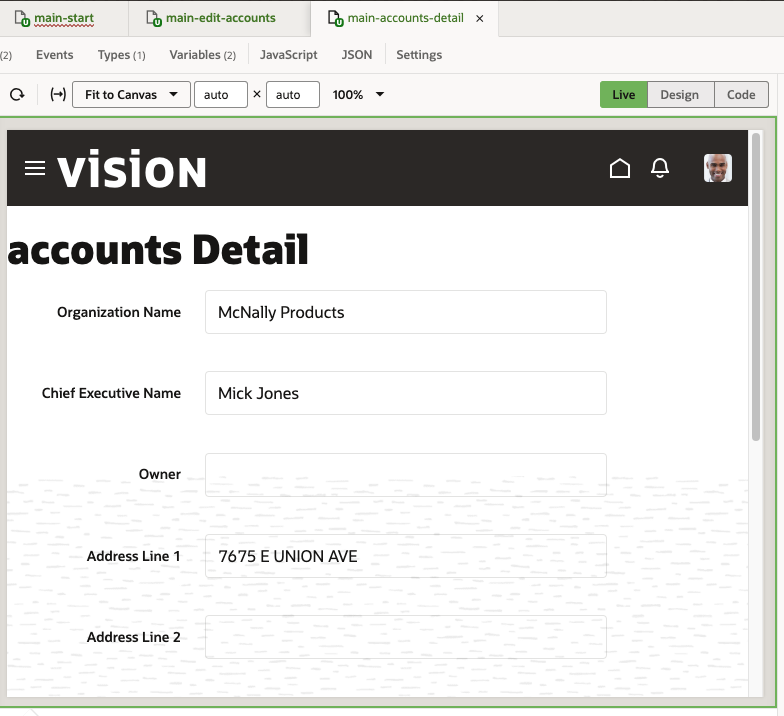 main-start main-edit-accounts main-accounts-detail ×
(2) Events Types (1) Variables (2) JavaScript JSON Settings
Fit to Canvas auto × auto 100% Live Design Code
VISION
accounts Detail
Organization Name McNally Products
Chief Executive Name Mick Jones
Owner
Address Line 1 7675 E UNION AVE
Address Line 2